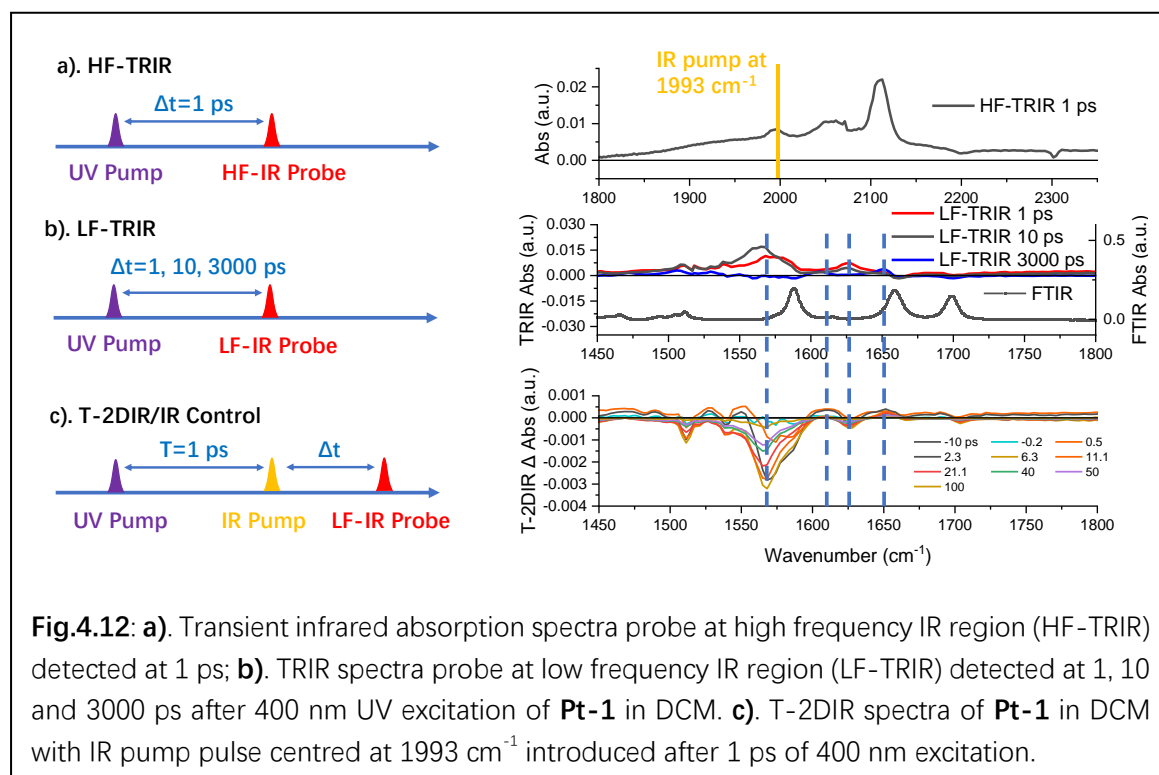 a). HF-TRIR
Δt=1 ps
UV Pump
HF-IR Probe
b). LF-TRIR
Δt=1, 10, 3000 ps
UV Pump
LF-IR Probe
c). T-2DIR/IR Control
T=1 ps
Δt
UV Pump
IR Pump
LF-IR Probe
IR pump at
1993 cm⁻¹
HF-TRIR 1 ps
Abs (a.u.)
0.02
0.01
0.00
1800 1900 2000 2100 2200 2300
LF-TRIR 1 ps
LF-TRIR 10 ps
LF-TRIR 3000 ps
FTIR
TRIR Abs (a.u.)
0.030
0.015
0.000
-0.015
-0.030
FTIR Abs (a.u.)
0.5
0.0
1450 1500 1550 1600 1650 1700 1750 1800
T-2DIR Δ Abs (a.u.)
0.001
0.000
-0.001
-0.002
-0.003
-0.004
-10 ps -0.2 0.5
2.3 6.3 11.1
21.1 40 50
100
1450 1500 1550 1600 1650 1700 1750 1800
Wavenumber (cm⁻¹)
Fig.4.12: a). Transient infrared absorption spectra probe at high frequency IR region (HF-TRIR)
detected at 1 ps; b). TRIR spectra probe at low frequency IR region (LF-TRIR) detected at 1, 10
and 3000 ps after 400 nm UV excitation of Pt-1 in DCM. c). T-2DIR spectra of Pt-1 in DCM
with IR pump pulse centred at 1993 cm⁻¹ introduced after 1 ps of 400 nm excitation.